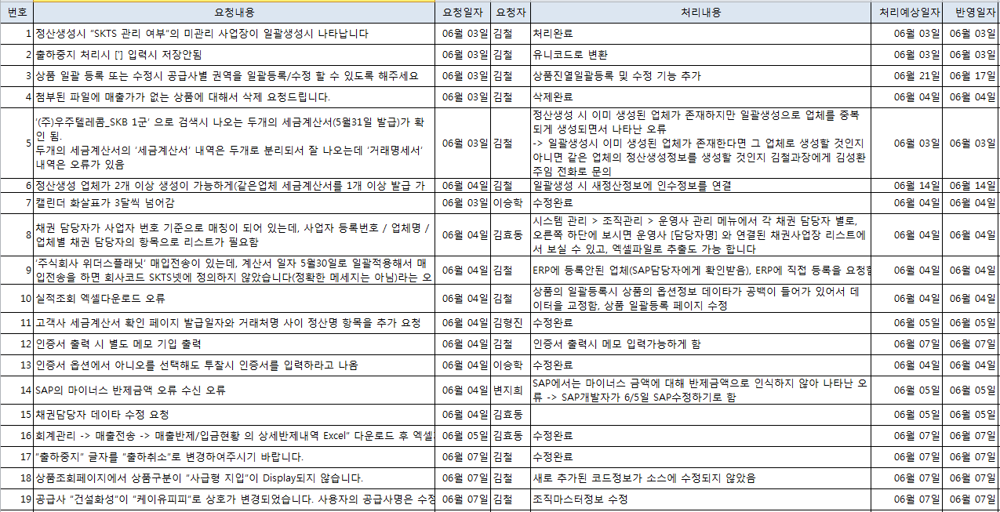 번호 요청내용 요청일자 요청자 처리내용 처리예상일자 반영일자
1 정산생성시 "SKTS 관리 여부"의 미관리 사업장이 일괄생성시 나타납니다 06월 03일 김철 처리완료 06월 03일 06월 03일
2 출하중지 처리시 ['] 입력시 저장안됨 06월 03일 김철 유니코드로 변환 06월 03일 06월 03일
3 상품 일괄 등록 또는 수정시 공급사별 권역을 일괄등록/수정 할 수 있도록 해주세요 06월 03일 김철 상품진열일괄등록 및 수정 기능 추가 06월 21일 06월 17일
4 첨부된 파일에 매출가가 없는 상품에 대해서 삭제 요청드립니다. 06월 03일 김철 삭제완료 06월 04일 06월 04일
5 '(주)우주텔레콤_SKB 1군' 으로 검색시 나오는 두개의 세금계산서(5월31일 발급)가 확
인 됨.
두개의 세금계산서의 '세금계산서' 내역은 두개로 분리되서 잘 나오는데 '거래명세서'
내역은 오류가 있음 06월 03일 김철
정산생성 시 이미 생성된 업체가 존재하지만 일괄생성으로 업체를 중복
되게 생성되면서 나타난 오류
-> 일괄생성시 이미 생성된 업체가 존재한다면 그 업체로 생성할 것인지
아니면 같은 업체의 정산생성정보를 생성할 것인지 김철과장에게 김성환
주임 전화로 문의 06월 03일 06월 03일
6 정산생성 업체가 2개 이상 생성이 가능하게(같은업체 세금계산서를 1개 이상 발급 가 06월 04일 김철 일괄생성 시 새정산정보에 인수정보를 연결 06월 14일 06월 14일
7 캘린더 화살표가 3달씩 넘어감 06월 03일 이승학 수정완료 06월 04일 06월 04일
8 채권 담당자가 사업자 번호 기준으로 매칭이 되어 있는데, 사업자 등록번호 / 업체명 /
업체별 채권 담당자의 항목으로 리스트가 필요함 06월 04일 김효동
시스템 관리 > 조직관리 > 운영사 관리 메뉴에서 각 채권 담당자 별로,
오른쪽 하단에 보시면 운영사 [담당자명] 와 연결된 채권사업장 리스트에
서 보실 수 있고, 엑셀파일로 추출도 가능 합니다 06월 04일 06월 04일
9 '주식회사 위더스플래닛' 매입전송이 있는데, 계산서 일자 5월30일로 일괄적용해서 매
입전송을 하면 회사코드 SKTS넷에 정의하지 않았습니다(정확한 메세지는 아님)라는 오 06월 04일 김철 ERP에 등록안된 업체(SAP담당자에게 확인받음), ERP에 직접 등록을 요청함 06월 04일 06월 04일
10 실적조회 엑셀다운로드 오류 06월 04일 김철
상품의 일괄등록시 상품의 옵션정보 데이타가 공백이 들어가 있어서 데
이터을 교정함, 상품 일괄등록 페이지 수정 06월 04일 06월 04일
11 고객사 세금계산서 확인 페이지 발급일자와 거래처명 사이 정산명 항목을 추가 요청 06월 04일 김형진 수정완료 06월 05일 06월 05일
12 인증서 출력 시 별도 메모 기입 출력 06월 04일 김철 인증서 출력시 메모 입력가능하게 함 06월 07일 06월 07일
13 인증서 옵션에서 아니오를 선택해도 투찰시 인증서를 입력하라고 나옴 06월 04일 이승학 수정완료 06월 04일 06월 04일
14 SAP의 마이너스 반제금액 오류 수신 오류 06월 04일 변지희
SAP에서는 마이너스 금액에 대해 반제금액으로 인식하지 않아 나타난 오
류 -> SAP개발자가 6/5일 SAP수정하기로 함 06월 05일 06월 05일
15 채권담당자 데이타 수정 요청 06월 04일 김효동 06월 05일 06월 05일
16 회계관리 -> 매출전송 -> 매출반제/입금현황 의 상세반제내역 Excel" 다운로드 후 엑셀 06월 05일 김효동 수정완료 06월 07일 06월 07일
17 "출하중지" 글자를 "출하취소"로 변경하여주시기 바랍니다. 06월 07일 김철 수정완료 06월 07일 06월 07일
18 상품조회페이지에서 상품구분이 "사급형 지입"이 Display되지 않습니다. 06월 07일 김철 새로 추가된 코드정보가 소스에 수정되지 않았음 06월 07일 06월 07일
19 공급사 "건설화성"이 "케이유피피"로 상호가 변경되었습니다. 사용자의 공급사명은 수정 06월 07일 김철 조직마스터정보 수정 06월 07일 06월 07일